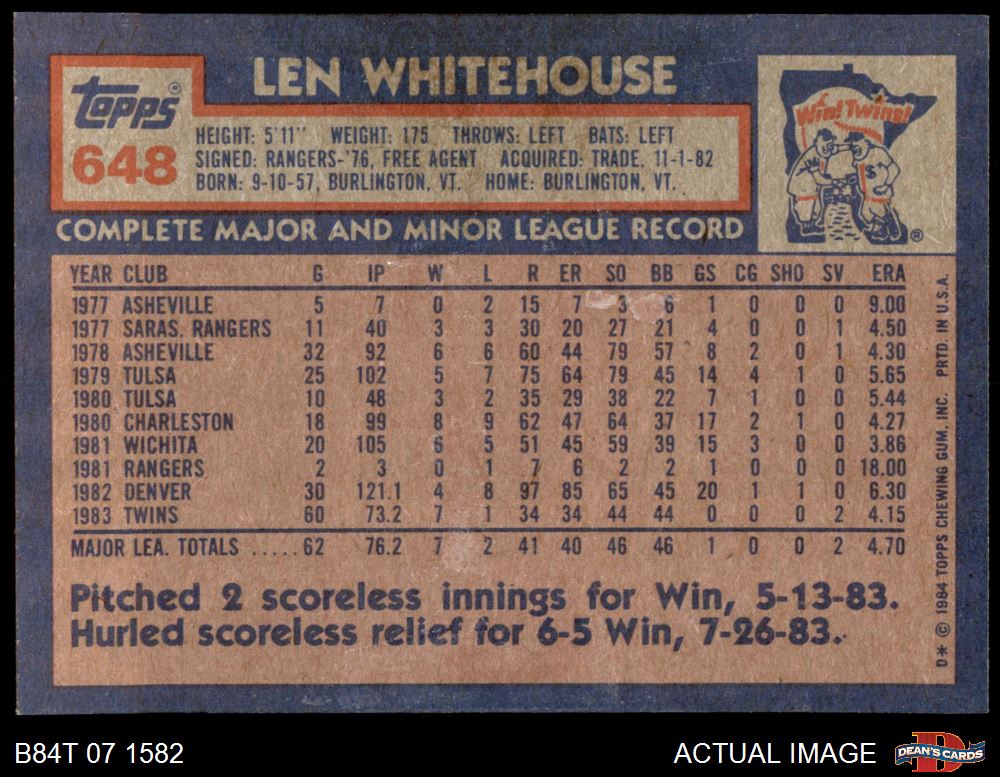 LEN WHITEHOUSE
Topps®
648
HEIGHT: 5'11" WEIGHT: 175 THROWS: LEFT BATS: LEFT
SIGNED: RANGERS-'76, FREE AGENT ACQUIRED: TRADE, 11-1-82
BORN: 9-10-57, BURLINGTON, VT. HOME: BURLINGTON, VT.
Win! Twins!
®
COMPLETE MAJOR AND MINOR LEAGUE RECORD
YEAR CLUB G IP W L R ER SO BB GS CG SHO SV ERA
1977 ASHEVILLE 5 7 0 2 15 7 3 6 1 0 0 0 9.00
1977 SARAS. RANGERS 11 40 3 3 30 20 27 21 4 0 0 1 4.50
1978 ASHEVILLE 32 92 6 6 60 44 79 57 8 2 0 1 4.30
1979 TULSA 25 102 5 7 75 64 79 45 14 4 1 0 5.65
1980 TULSA 10 48 3 2 35 29 38 22 7 1 0 0 5.44
1980 CHARLESTON 18 99 8 9 62 47 64 37 17 2 1 0 4.27
1981 WICHITA 20 105 6 5 51 45 59 39 15 3 0 0 3.86
1981 RANGERS 2 3 0 1 7 6 2 2 1 0 0 0 18.00
1982 DENVER 30 121.1 4 8 97 85 65 45 20 1 1 0 6.30
1983 TWINS 60 73.2 7 1 34 34 44 44 0 0 0 2 4.15
MAJOR LEA. TOTALS ..... 62 76.2 7 2 41 40 46 46 1 0 0 2 4.70
Pitched 2 scoreless innings for Win, 5-13-83.
Hurled scoreless relief for 6-5 Win, 7-26-83.
D* © 1984 TOPPS CHEWING GUM, INC. PRTD. IN U.S.A.
B84T 07 1582
ACTUAL IMAGE
DEAN'S CARDS